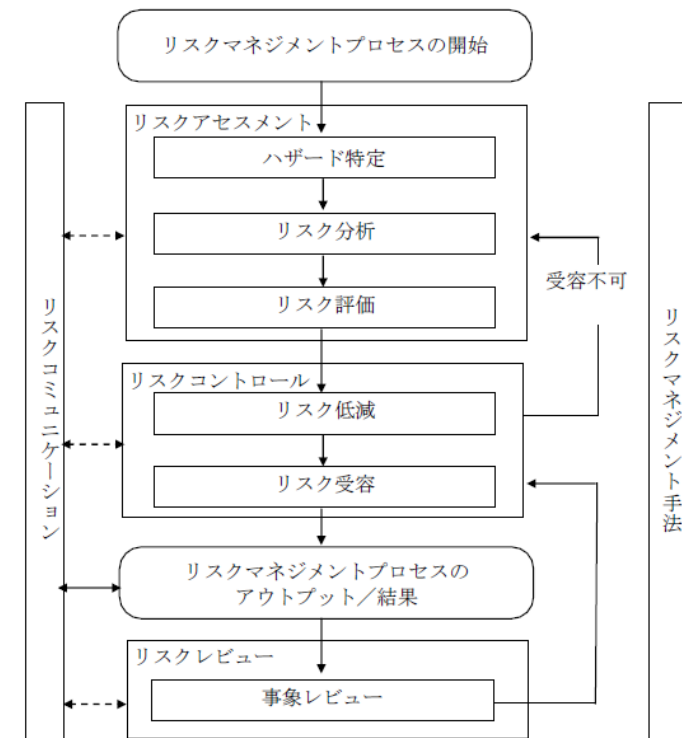 リスクマネジメントプロセスの開始
リスクアセスメント
ハザード特定
リスク分析
受容不可
リスク評価
リスクコミュニケーション
リスクマネジメント手法
リスクコントロール
リスク低減
リスク受容
リスクマネジメントプロセスの
アウトプット／結果
リスクレビュー
事象レビュー